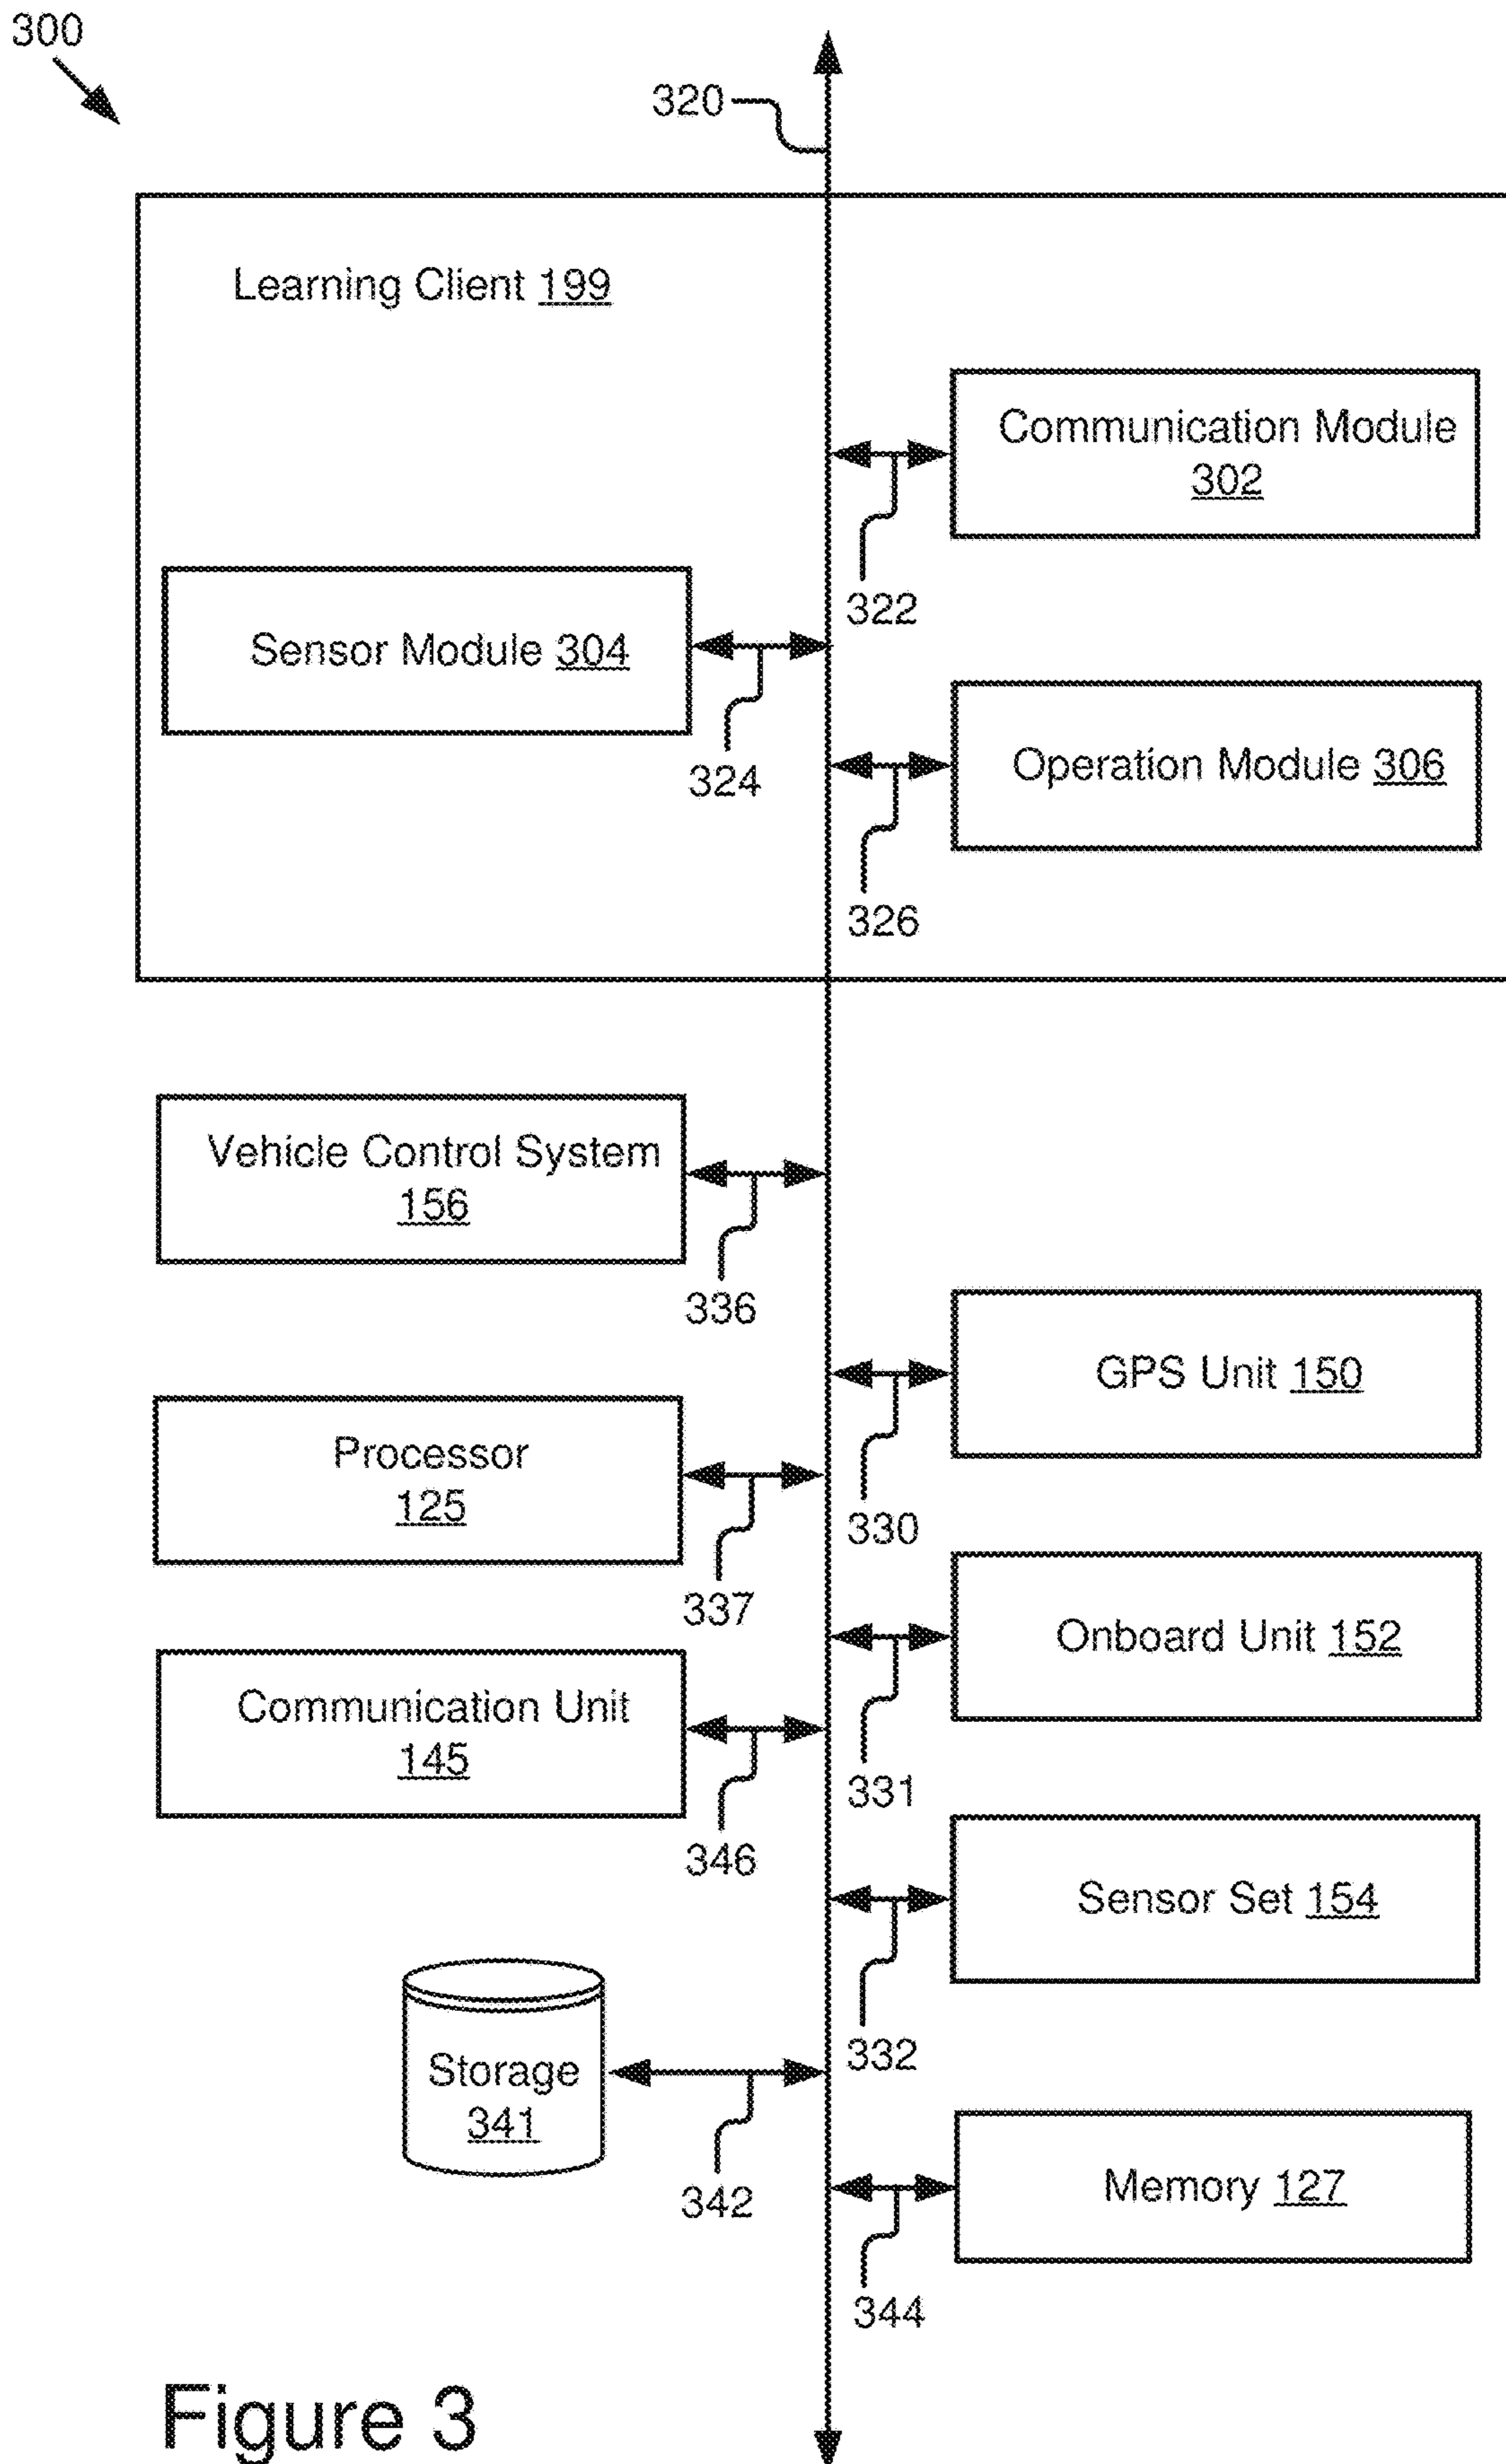 300
320
Learning Client 199
Communication Module
302
322
Sensor Module 304
324
Operation Module 306
326
Vehicle Control System
156
336
GPS Unit 150
330
Processor
125
337
Onboard Unit 152
331
Communication Unit
145
346
Sensor Set 154
332
Storage
341
342
Memory 127
344
Figure 3